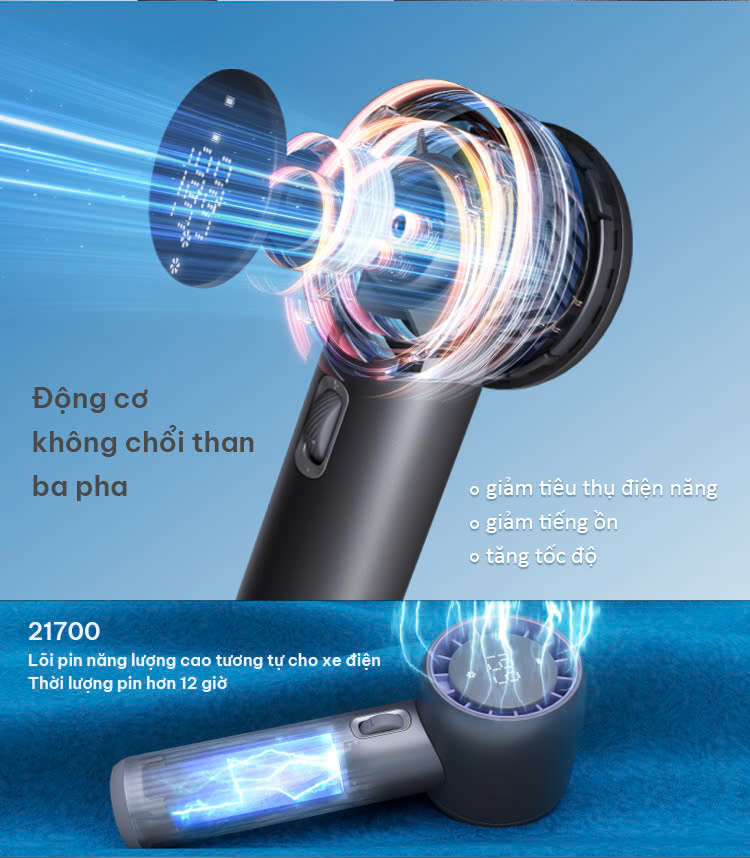 Động cơ
không chổi than
ba pha
giảm tiêu thụ điện năng
giảm tiếng ồn
tăng tốc độ
21700
Lõi pin năng lượng cao tương tự cho xe điện
Thời lượng pin hơn 12 giờ